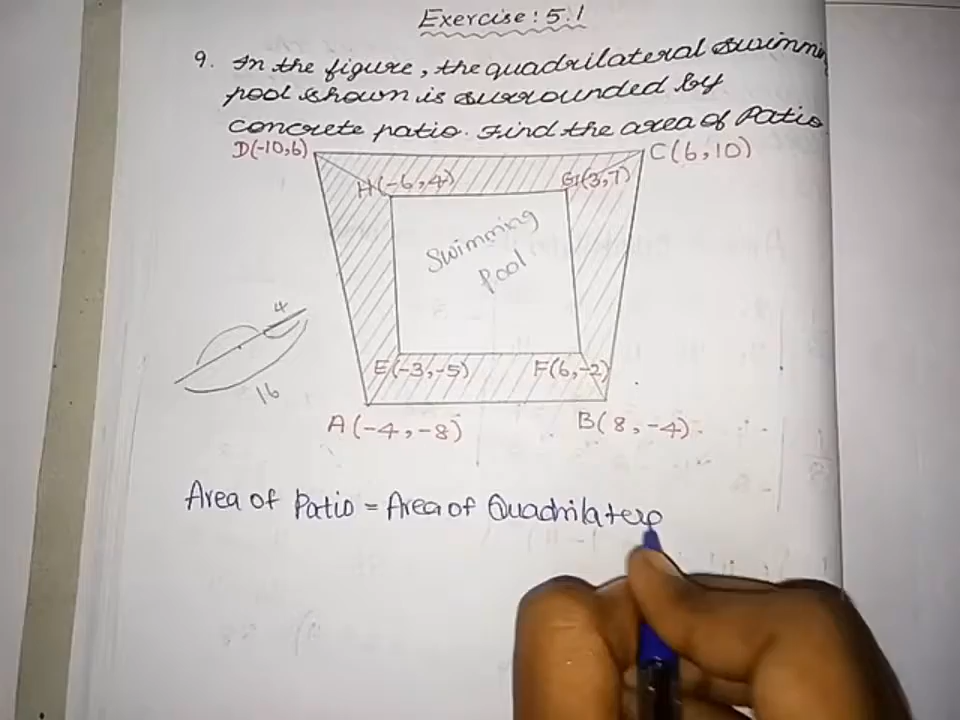 Exercise: 5.1
9. In the figure, the quadrilateral swimm
pool shown is surrounded by
concrete patio. Find the area of Patio
D(-10,6)
C(6,10)
H(-6,4)
G(3,7)
Swimming
Pool
4
16
E(-3,-5)
F(6,-2)
A(-4,-8)
B(8,-4).
Area of Patio = Area of Quadrilatera